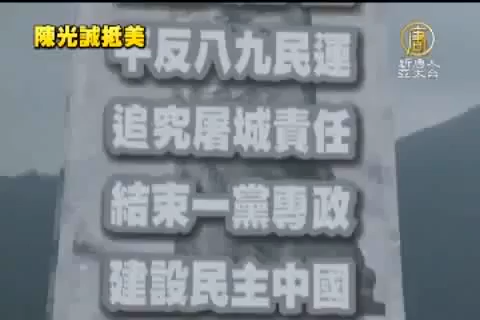 陳光誠抵美
新唐人
亞太台
平反八九民運
追究屠城責任
結束一黨專政
建設民主中國